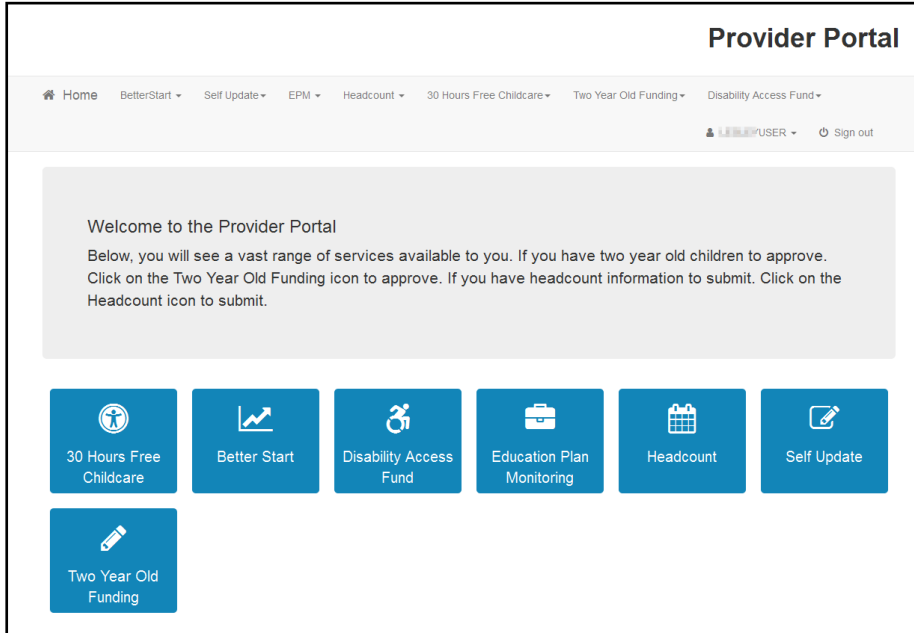 Provider Portal
Home BetterStart Self Update EPM Headcount 30 Hours Free Childcare Two Year Old Funding Disability Access Fund
USER Sign out
Welcome to the Provider Portal
Below, you will see a vast range of services available to you. If you have two year old children to approve.
Click on the Two Year Old Funding icon to approve. If you have headcount information to submit. Click on the
Headcount icon to submit.
30 Hours Free
Childcare
Better Start
Disability Access
Fund
Education Plan
Monitoring
Headcount
Self Update
Two Year Old
Funding